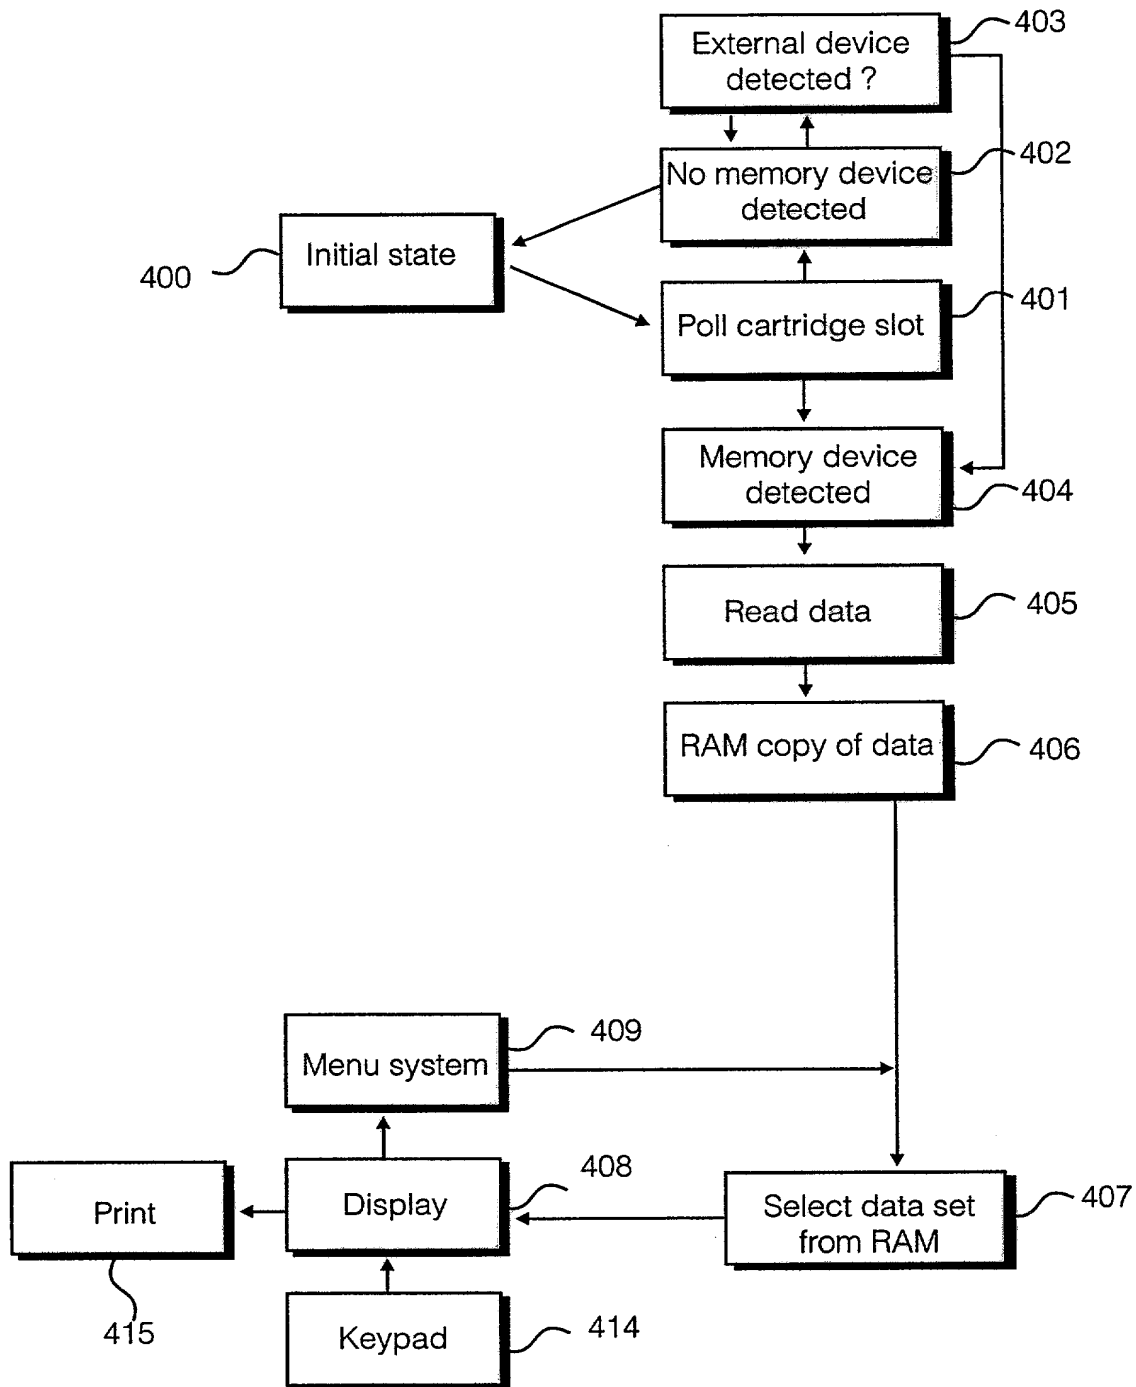 External device
detected ?
403
No memory device
detected
402
Initial state
400
Poll cartridge slot
401
Memory device
detected
404
Read data
405
RAM copy of data
406
Menu system
409
Print
415
Display
408
Select data set
from RAM
407
Keypad
414